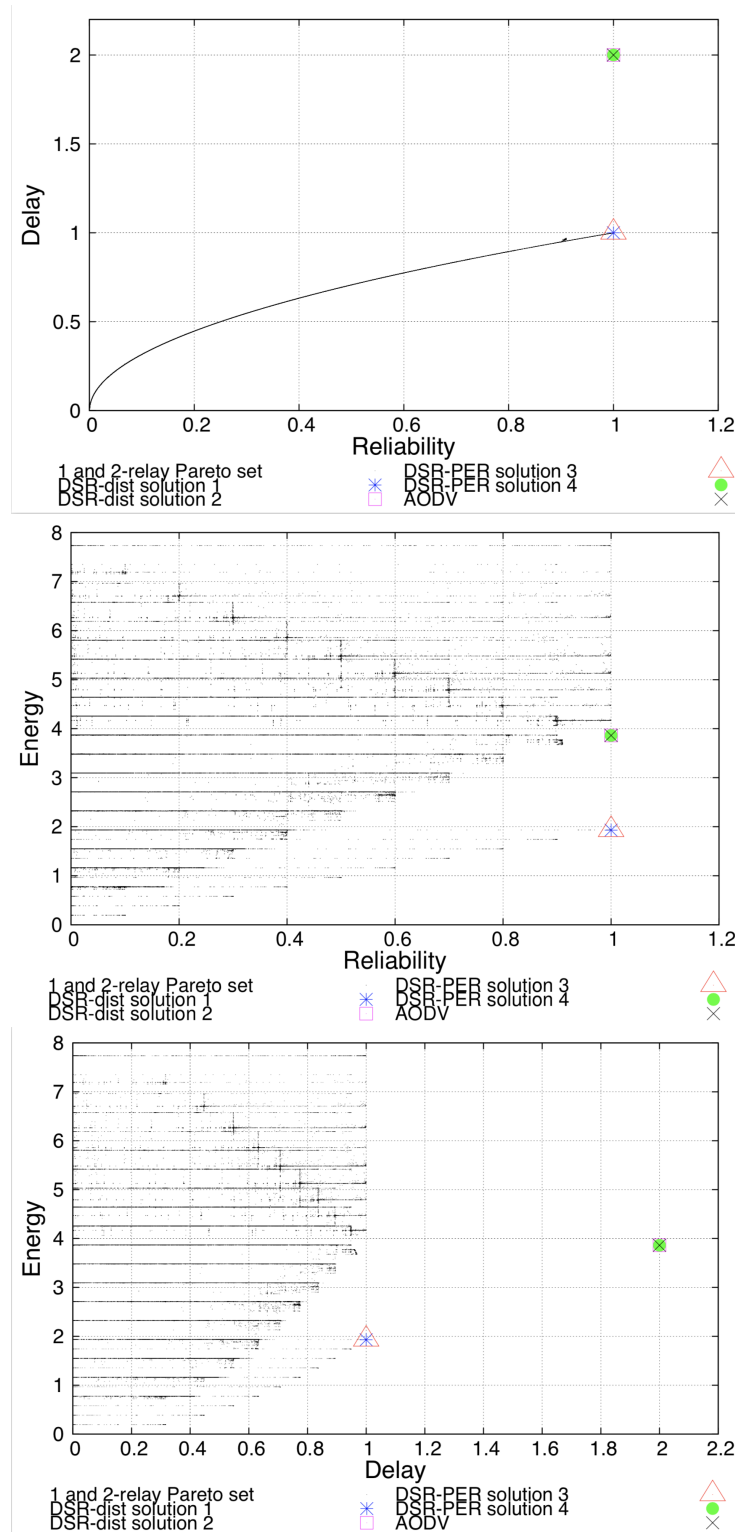 2
1.5
1
0.5
0
Delay
0 0.2 0.4 0.6 0.8 1 1.2
Reliability
1 and 2-relay Pareto set DSR-PER solution 3
DSR-dist solution 1 DSR-PER solution 4
DSR-dist solution 2 AODV
8
7
6
5
4
3
2
1
0
Energy
0 0.2 0.4 0.6 0.8 1 1.2
Reliability
1 and 2-relay Pareto set DSR-PER solution 3
DSR-dist solution 1 DSR-PER solution 4
DSR-dist solution 2 AODV
8
7
6
5
4
3
2
1
0
Energy
0 0.2 0.4 0.6 0.8 1 1.2 1.4 1.6 1.8 2 2.2
Delay
1 and 2-relay Pareto set DSR-PER solution 3
DSR-dist solution 1 DSR-PER solution 4
DSR-dist solution 2 AODV